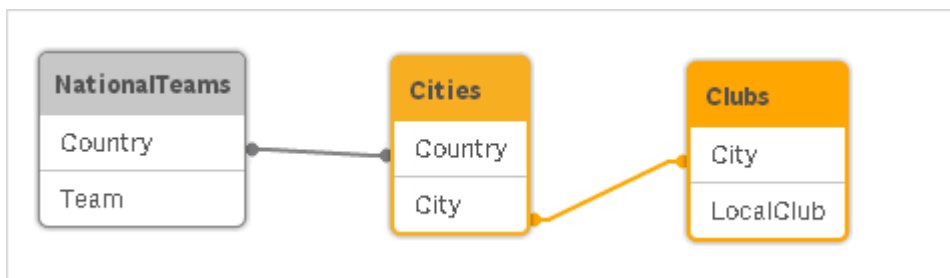 NationalTeams
Country
Team
Cities
Country
City
Clubs
City
LocalClub